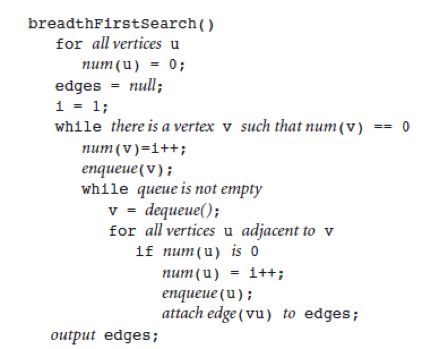 breadthFirstSearch()
for all vertices u
num(u) = 0;
edges = null;
i = 1;
while there is a vertex v such that num(v) == 0
num(v)=i++;
enqueue(v);
while queue is not empty
v = dequeue();
for all vertices u adjacent to v
if num(u) is 0
num(u) = i++;
enqueue(u);
attach edge(vu) to edges;
output edges;